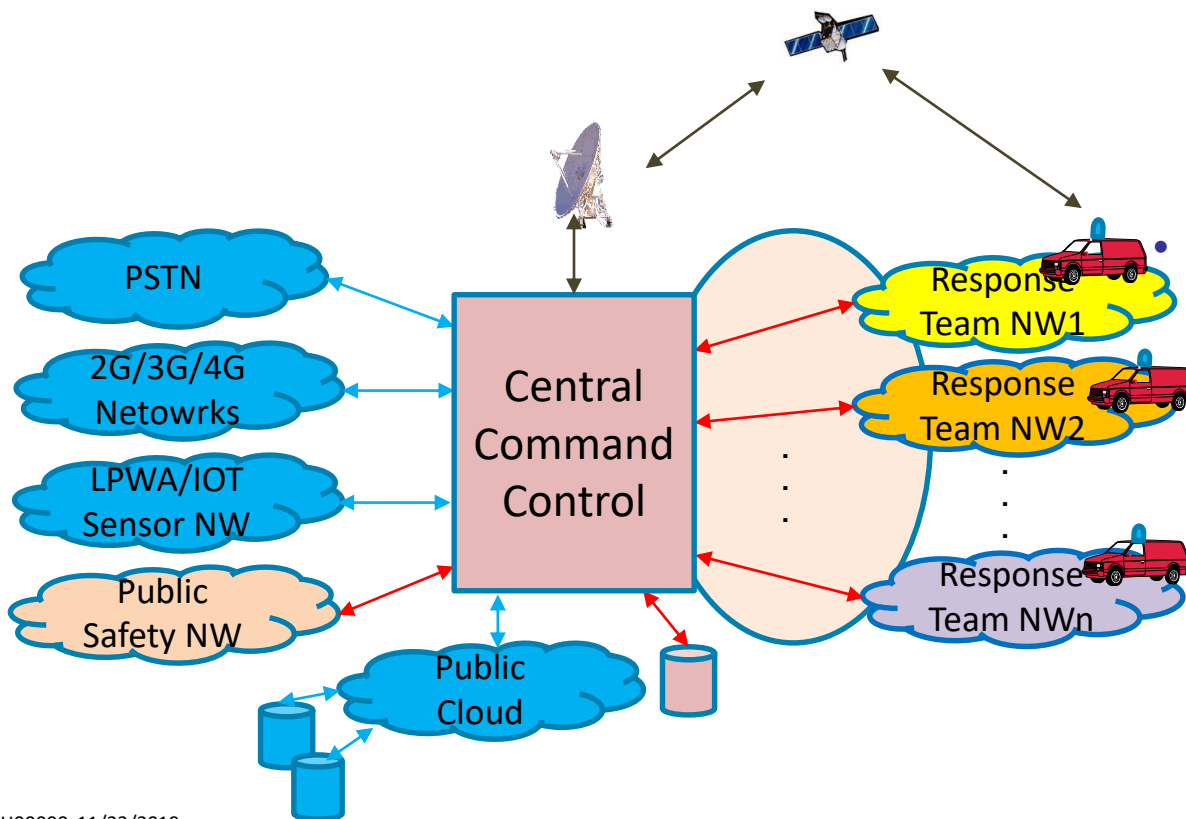 PSTN
2G/3G/4G
Netowrks
LPWA/IOT
Sensor NW
Public
Safety NW
Central
Command
Control
Public
Cloud
Response
Team NW1
Response
Team NW2
Response
Team NWn